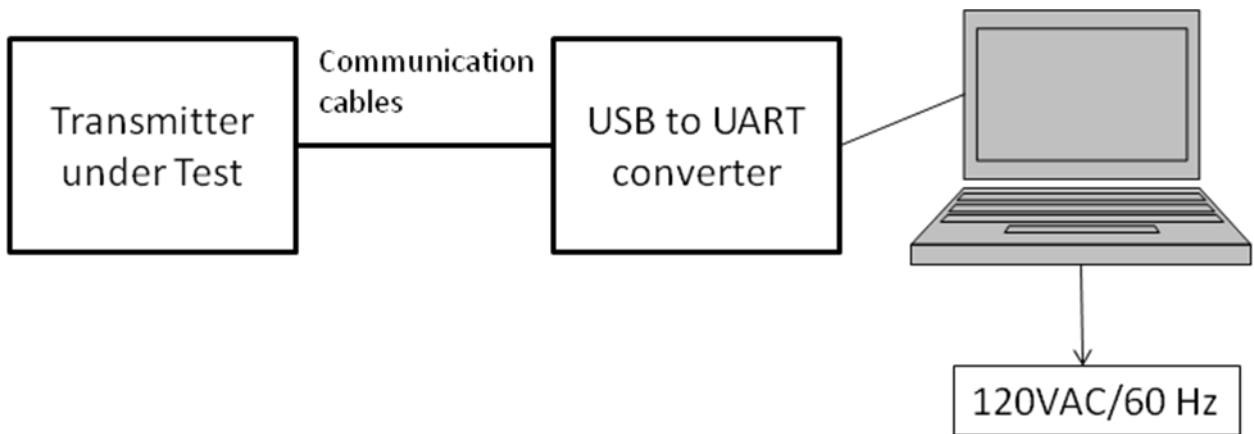 Transmitter
under Test
Communication
cables
USB to UART
converter
120VAC/60 Hz